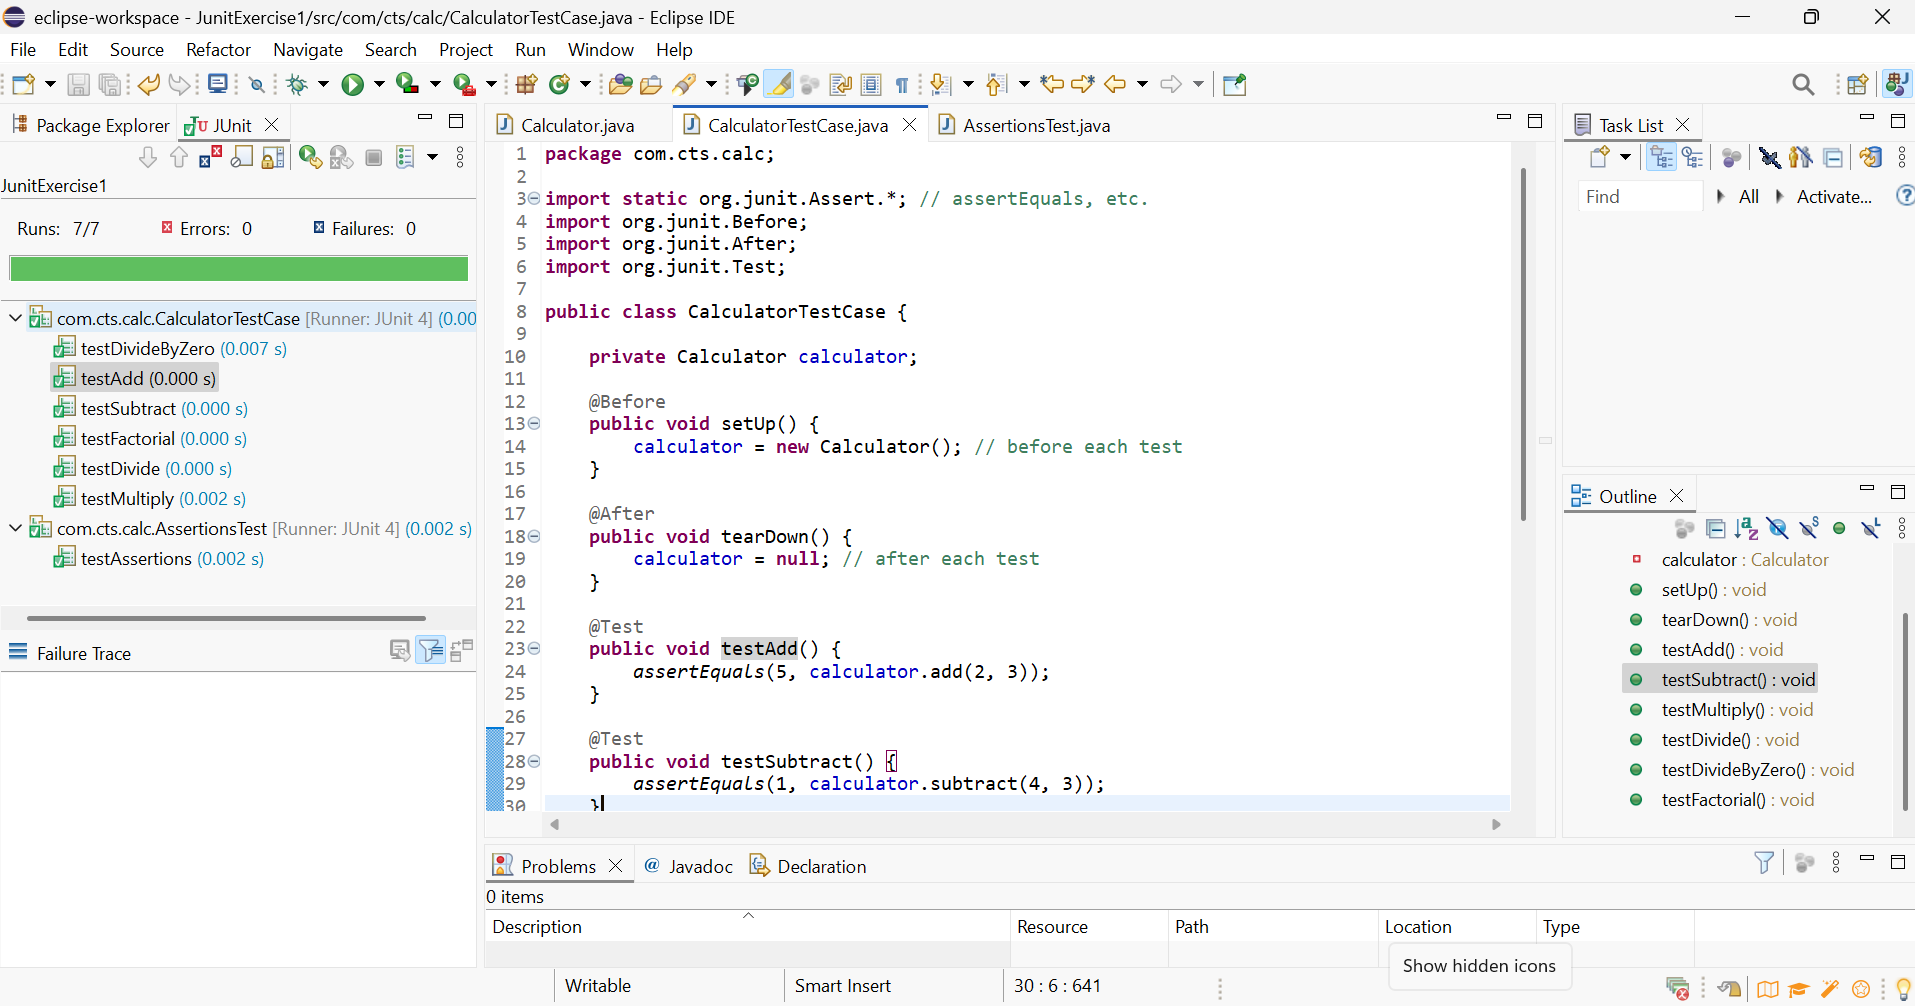 eclipse-workspace - JunitExercise1/src/com/cts/calc/CalculatorTestCase.java - Eclipse IDE
File Edit Source Refactor Navigate Search Project Run Window Help
Package Explorer JUnit
JunitExercise1
Runs: 7/7 Errors: 0 Failures: 0
com.cts.calc.CalculatorTestCase [Runner: JUnit 4] (0.00
testDivideByZero (0.007 s)
testAdd (0.000 s)
testSubtract (0.000 s)
testFactorial (0.000 s)
testDivide (0.000 s)
testMultiply (0.002 s)
com.cts.calc.AssertionsTest [Runner: JUnit 4] (0.002 s)
testAssertions (0.002 s)
Failure Trace
Calculator.java CalculatorTestCase.java AssertionsTest.java
1 package com.cts.calc;
2
3 import static org.junit.Assert.*; // assertEquals, etc.
4 import org.junit.Before;
5 import org.junit.After;
6 import org.junit.Test;
7
8 public class CalculatorTestCase {
9
10 private Calculator calculator;
11
12 @Before
13 public void setUp() {
14 calculator = new Calculator(); // before each test
15 }
16
17 @After
18 public void tearDown() {
19 calculator = null; // after each test
20 }
21
22 @Test
23 public void testAdd() {
24 assertEquals(5, calculator.add(2, 3));
25 }
26
27 @Test
28 public void testSubtract() {
29 assertEquals(1, calculator.subtract(4, 3));
30 }
Task List
Find All Activate...
Outline
calculator : Calculator
setUp() : void
tearDown() : void
testAdd() : void
testSubtract() : void
testMultiply() : void
testDivide() : void
testDivideByZero() : void
testFactorial() : void
Problems Javadoc Declaration
0 items
Description Resource Path Location Type
Show hidden icons
Writable Smart Insert 30 : 6 : 641